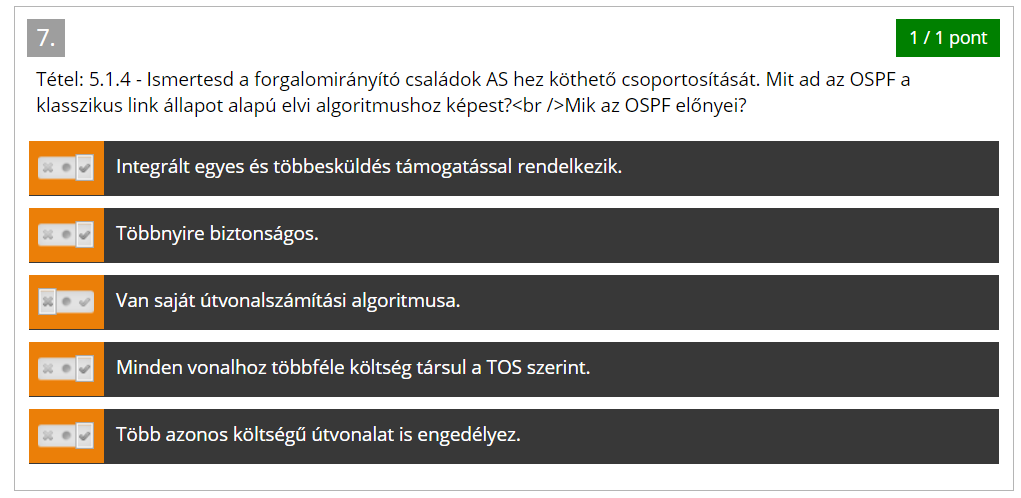 7.
1 / 1 pont
Tétel: 5.1.4 - Ismertesd a forgalomirányító családok AS hez köthető csoportosítását. Mit ad az OSPF a
klasszikus link állapot alapú elvi algoritmushoz képest?<br />Mik az OSPF előnyei?
Integrált egyes és többesküldés támogatással rendelkezik.
Többnyire biztonságos.
Van saját útvonalszámítási algoritmusa.
Minden vonalhoz többféle költség társul a TOS szerint.
Több azonos költségű útvonalat is engedélyez.